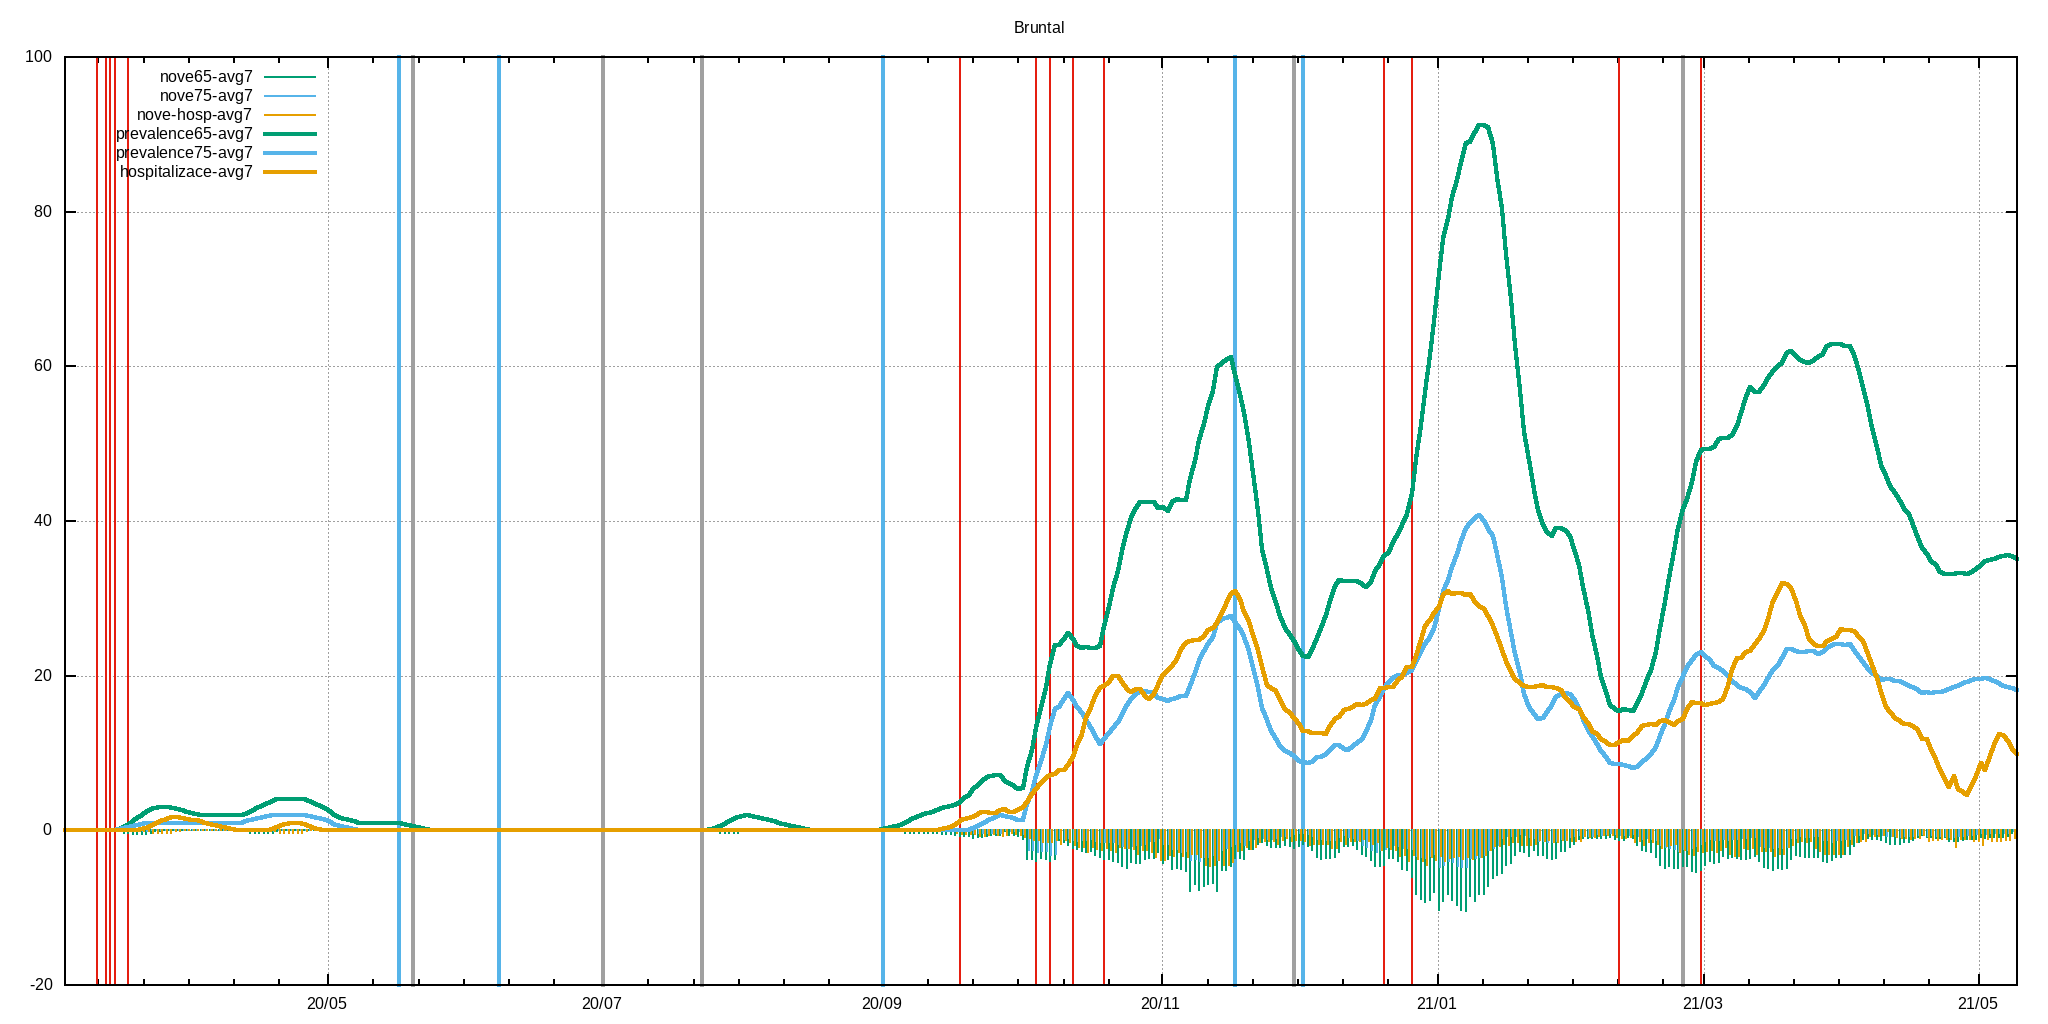 Bruntal
100
80
60
40
20
0
-20
nove65-avg7
nove75-avg7
nove-hosp-avg7
prevalence65-avg7
prevalence75-avg7
hospitalizace-avg7
20/05 20/07 20/09 20/11 21/01 21/03 21/05